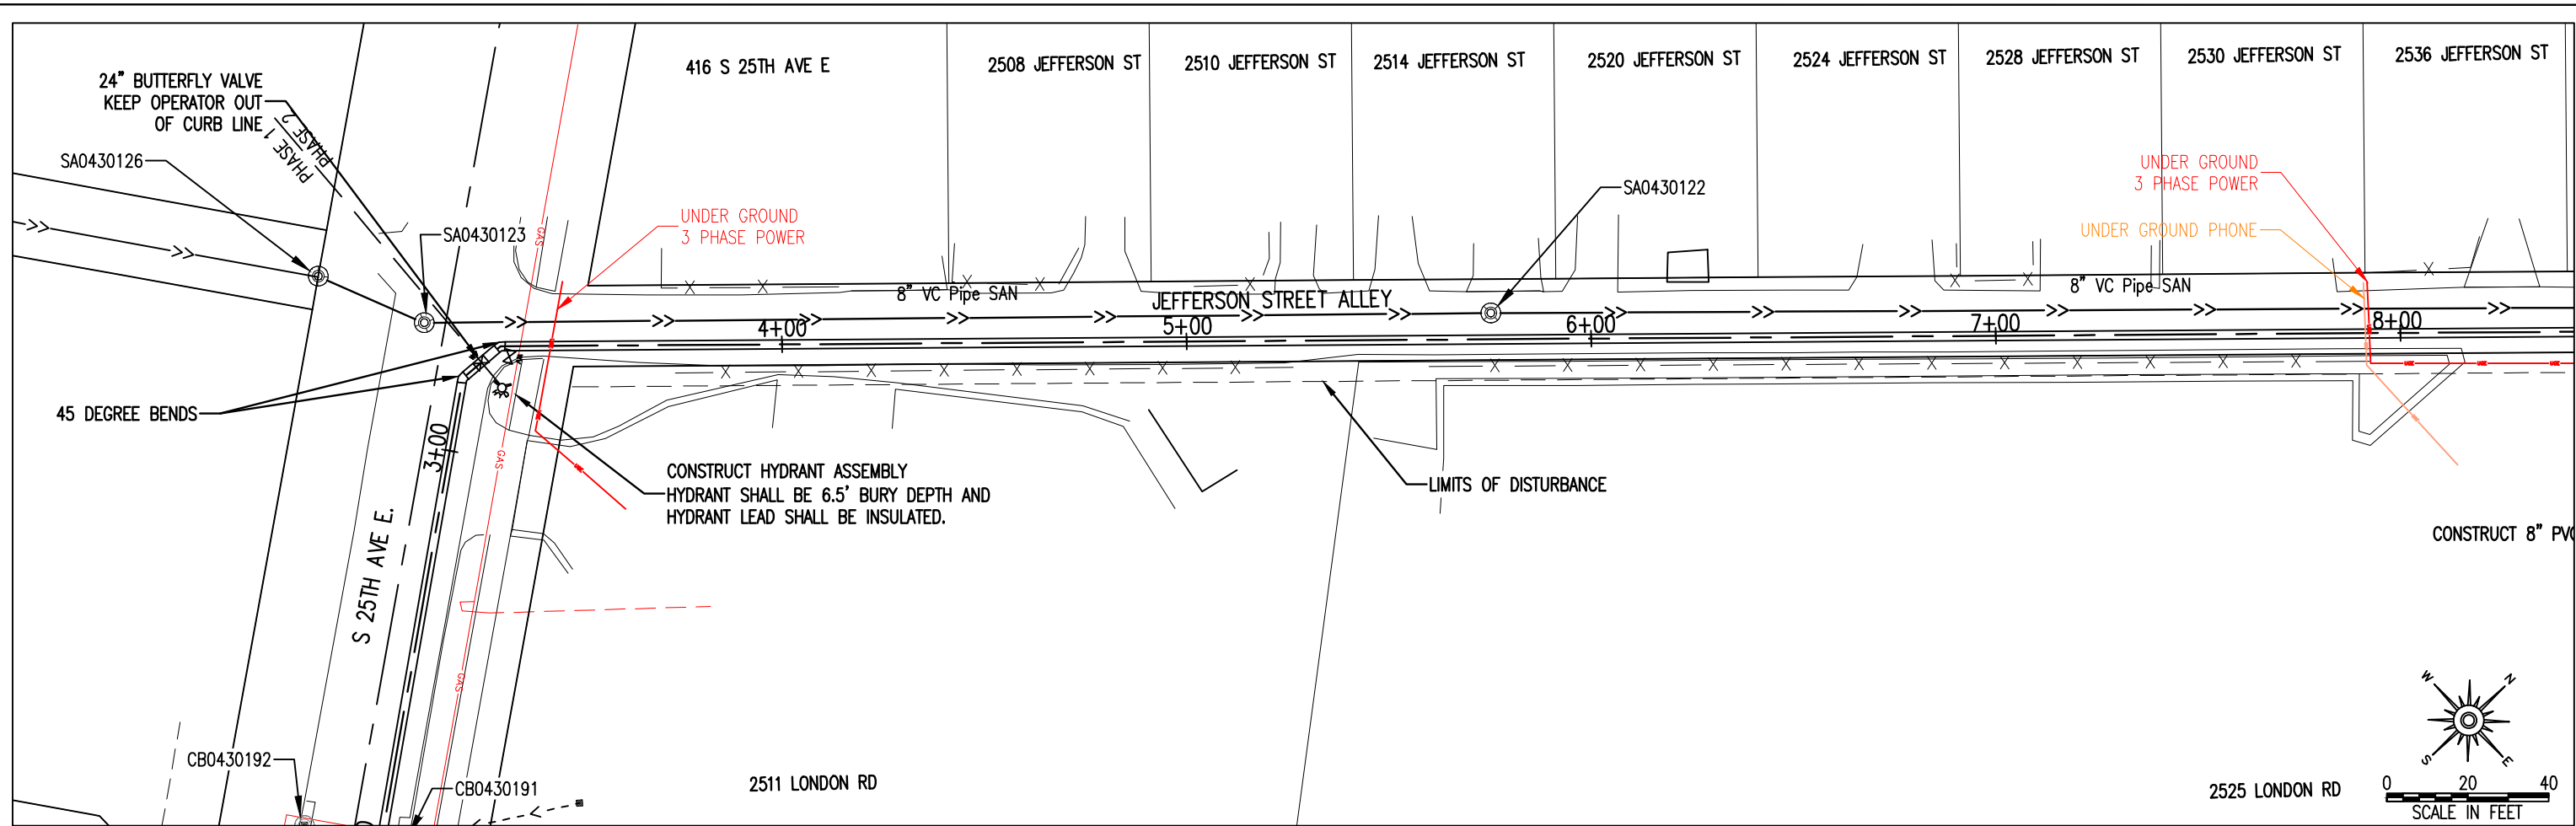 416 S 25TH AVE E
2508 JEFFERSON ST
2510 JEFFERSON ST
2514 JEFFERSON ST
2520 JEFFERSON ST
2524 JEFFERSON ST
2528 JEFFERSON ST
2530 JEFFERSON ST
2536 JEFFERSON ST
24" BUTTERFLY VALVE
KEEP OPERATOR OUT
OF CURB LINE
PHASE 1
PHASE 2
SA0430126
SA0430123
GAS
UNDER GROUND
3 PHASE POWER
SA0430122
UNDER GROUND
3 PHASE POWER
UNDER GROUND PHONE
8" VC Pipe SAN
JEFFERSON STREET ALLEY
8" VC Pipe SAN
4+00
5+00
6+00
7+00
8+00
45 DEGREE BENDS
3+00
GAS
CONSTRUCT HYDRANT ASSEMBLY
HYDRANT SHALL BE 6.5' BURY DEPTH AND
HYDRANT LEAD SHALL BE INSULATED.
LIMITS OF DISTURBANCE
CONSTRUCT 8" PVC
S 25TH AVE E.
GAS
CB0430192
CB0430191
2511 LONDON RD
2525 LONDON RD
W
N
S
E
0 20 40
SCALE IN FEET